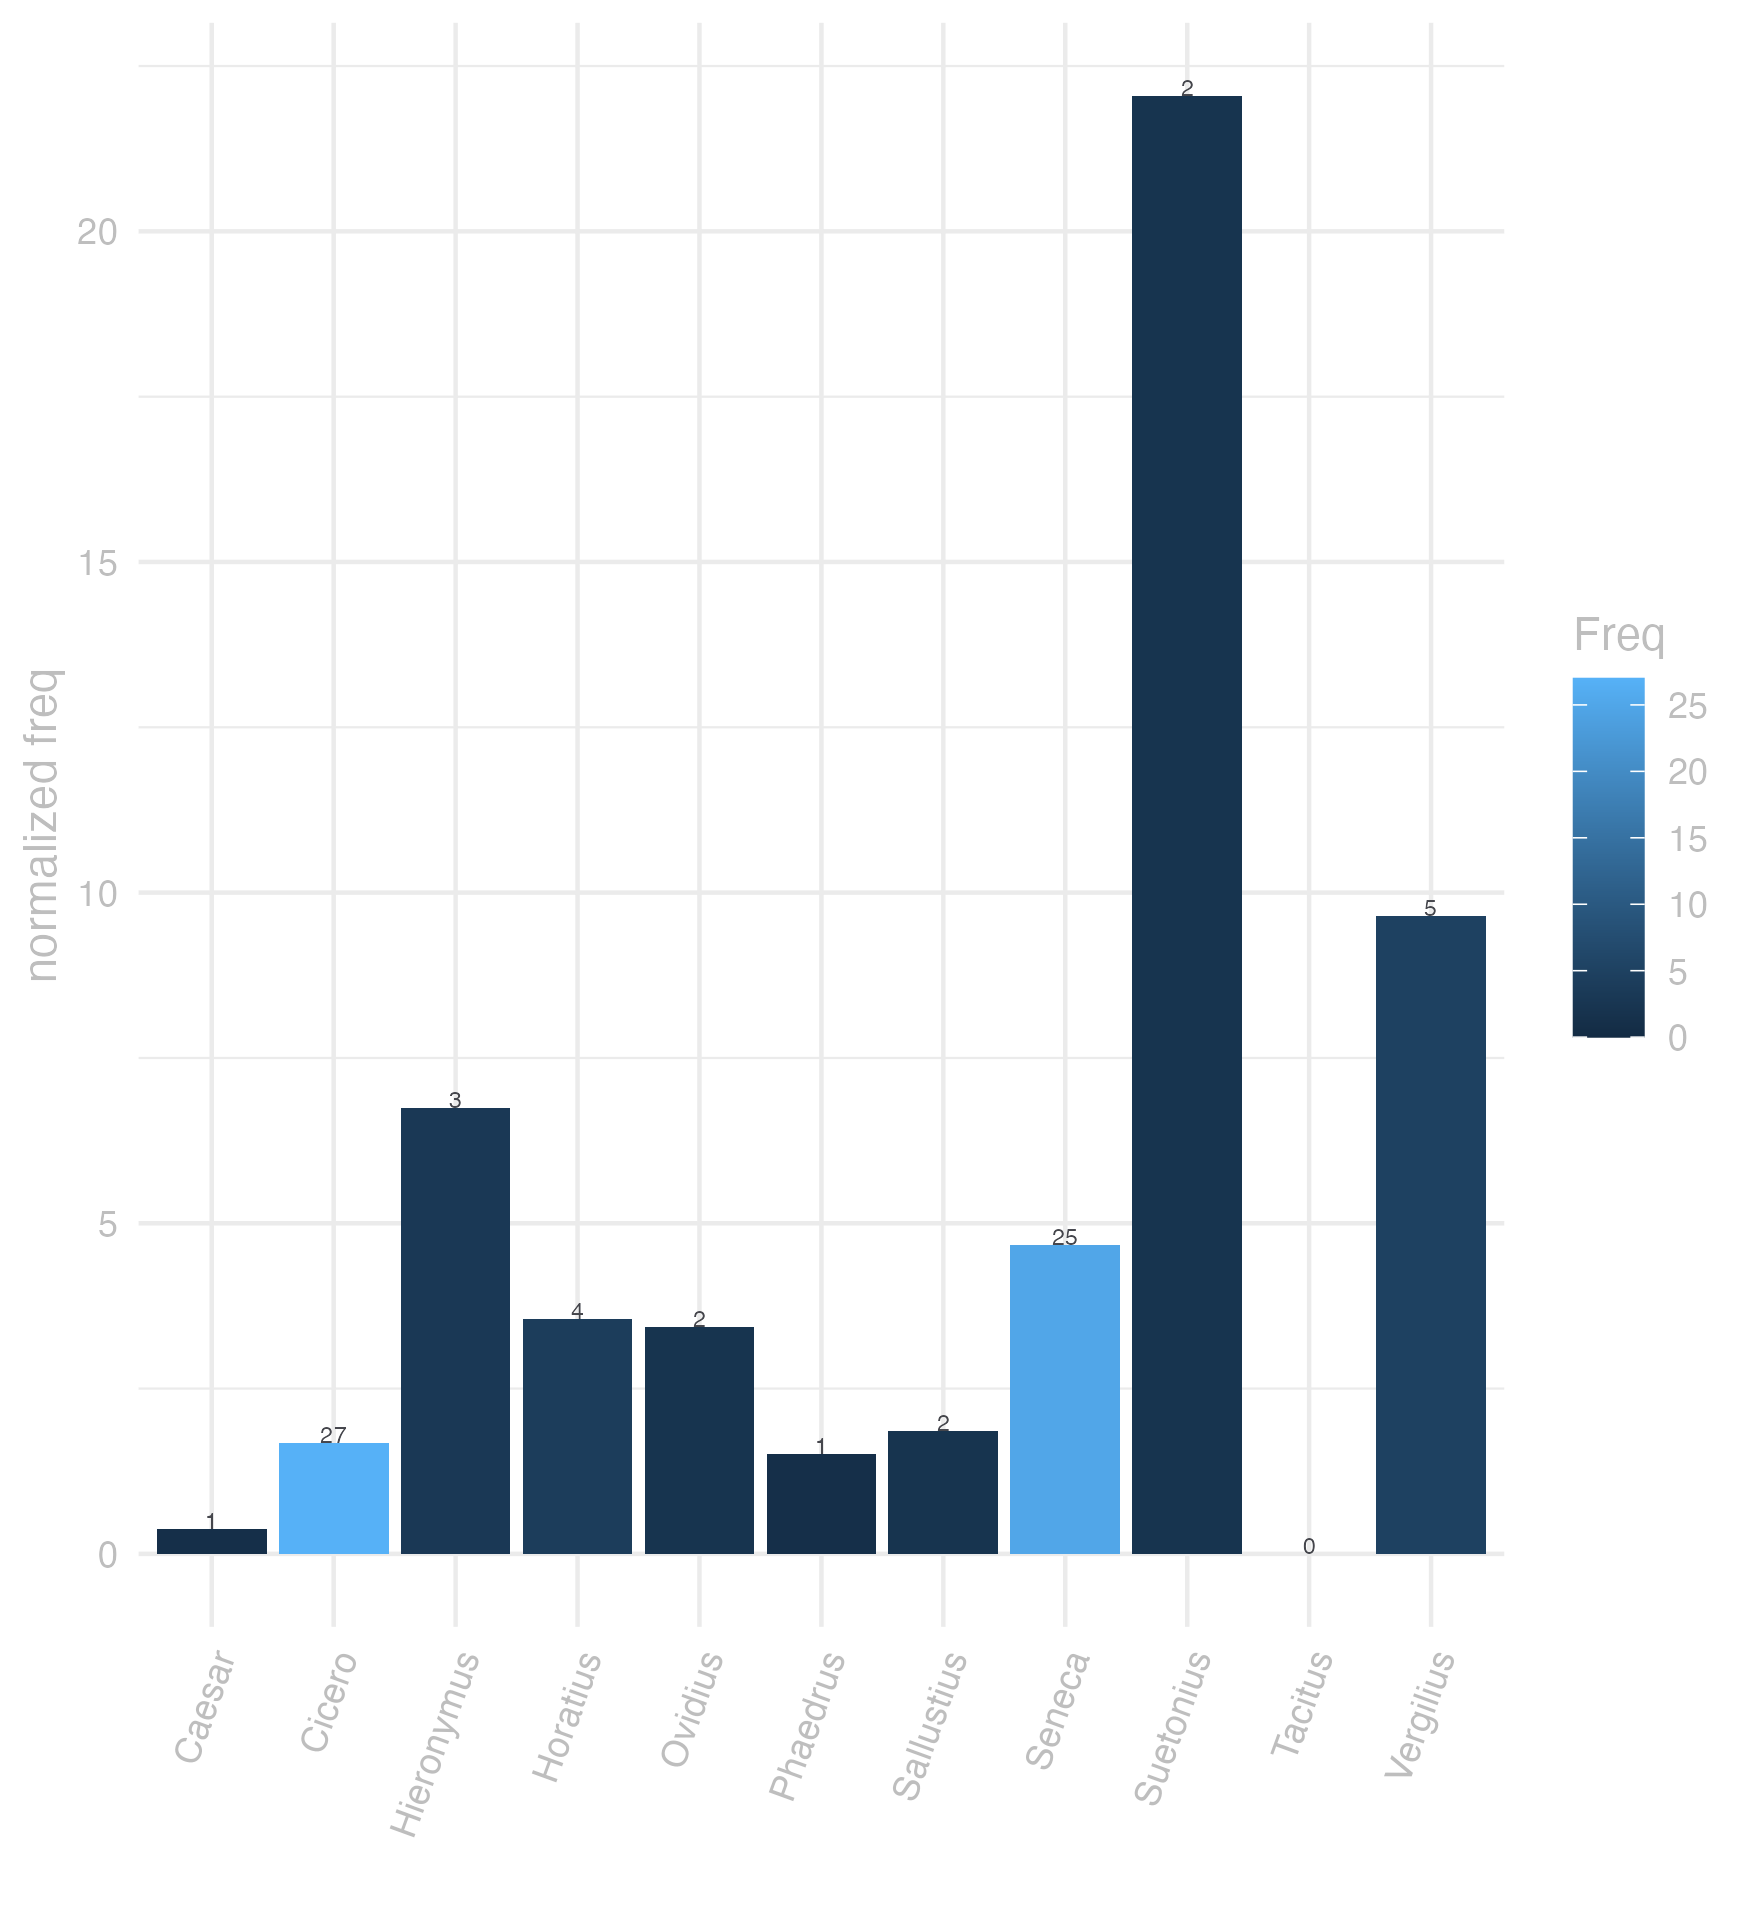 normalized freq
20
15
10
5
0
1
27
3
4
2
1
2
25
2
0
5
Caesar
Cicero
Hieronymus
Horatius
Ovidius
Phaedrus
Sallustius
Seneca
Suetonius
Tacitus
Vergilius
Freq
25
20
15
10
5
0